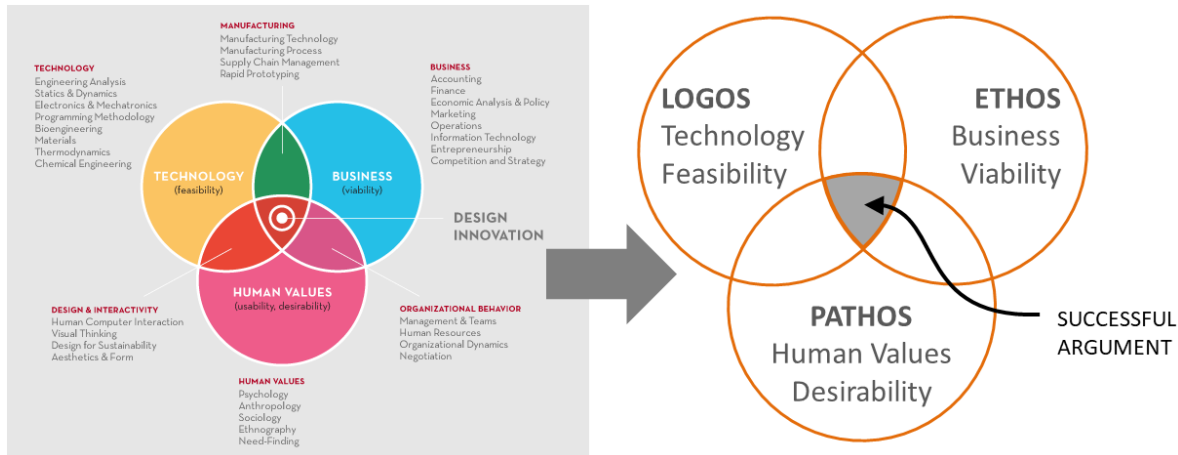 MANUFACTURING
Manufacturing Technology
Manufacturing Process
Supply Chain Management
Rapid Prototyping
TECHNOLOGY
Engineering Analysis
Statics & Dynamics
Electronics & Mechatronics
Programming Methodology
Bioengineering
Materials
Thermodynamics
Chemical Engineering
BUSINESS
Accounting
Finance
Economic Analysis & Policy
Marketing
Operations
Information Technology
Entrepreneurship
Competition and Strategy
TECHNOLOGY
(feasibility)
BUSINESS
(viability)
DESIGN
INNOVATION
HUMAN VALUES
(usability, desirability)
DESIGN & INTERACTIVITY
Human Computer Interaction
Visual Thinking
Design for Sustainability
Aesthetics & Form
ORGANIZATIONAL BEHAVIOR
Management & Teams
Human Resources
Organizational Dynamics
Negotiation
HUMAN VALUES
Psychology
Anthropology
Sociology
Ethnography
Need-Finding
LOGOS
Technology
Feasibility
ETHOS
Business
Viability
PATHOS
Human Values
Desirability
SUCCESSFUL
ARGUMENT